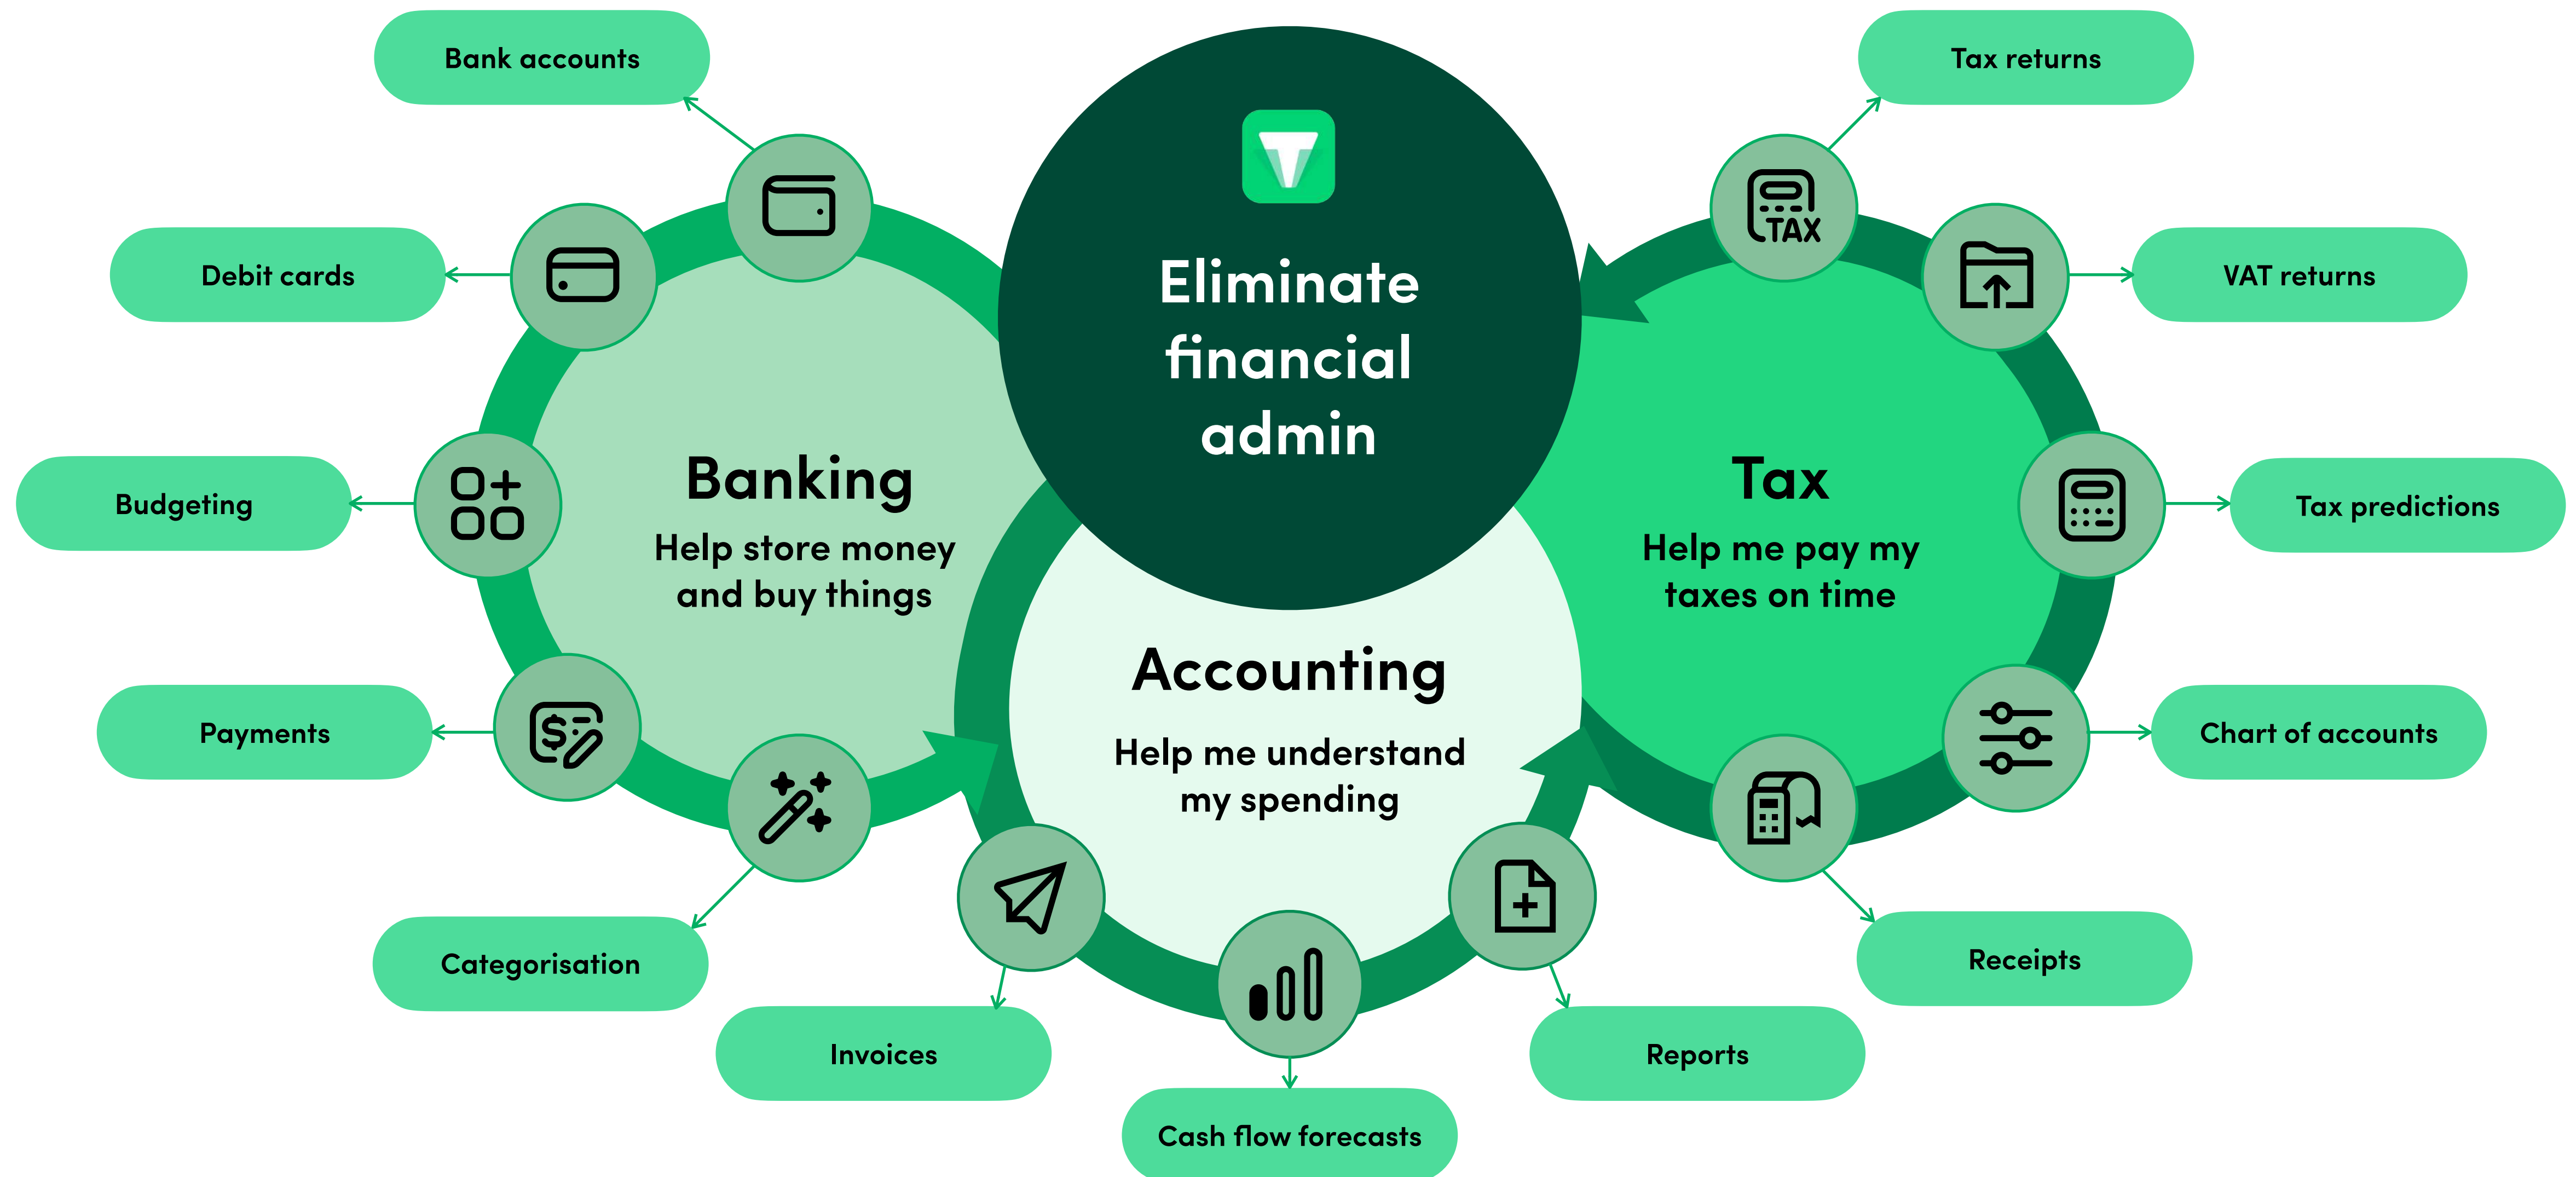 Bank accounts
Debit cards
Budgeting
Payments
Categorisation
Banking
Help store money
and buy things
Eliminate
financial
admin
Accounting
Help me understand
my spending
Invoices
Cash flow forecasts
Reports
Tax
Help me pay my
taxes on time
TAX
Tax returns
VAT returns
Tax predictions
Chart of accounts
Receipts